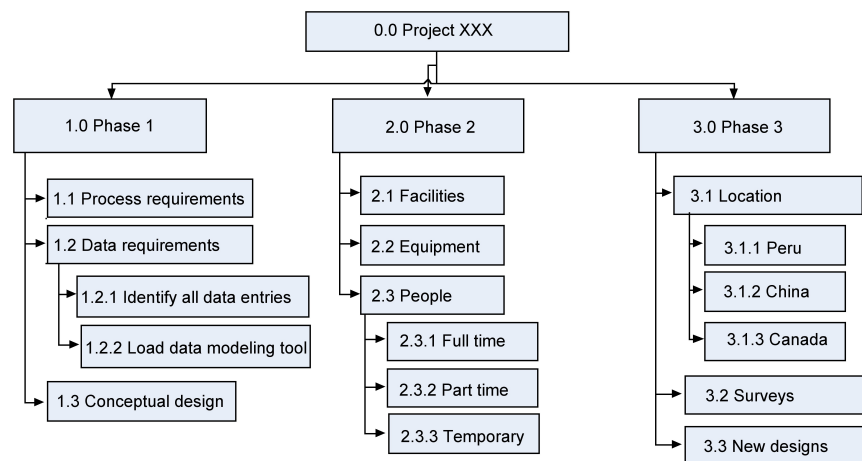 0.0 Project XXX
1.0 Phase 1
1.1 Process requirements
1.2 Data requirements
1.2.1 Identify all data entries
1.2.2 Load data modeling tool
1.3 Conceptual design
2.0 Phase 2
2.1 Facilities
2.2 Equipment
2.3 People
2.3.1 Full time
2.3.2 Part time
2.3.3 Temporary
3.0 Phase 3
3.1 Location
3.1.1 Peru
3.1.2 China
3.1.3 Canada
3.2 Surveys
3.3 New designs